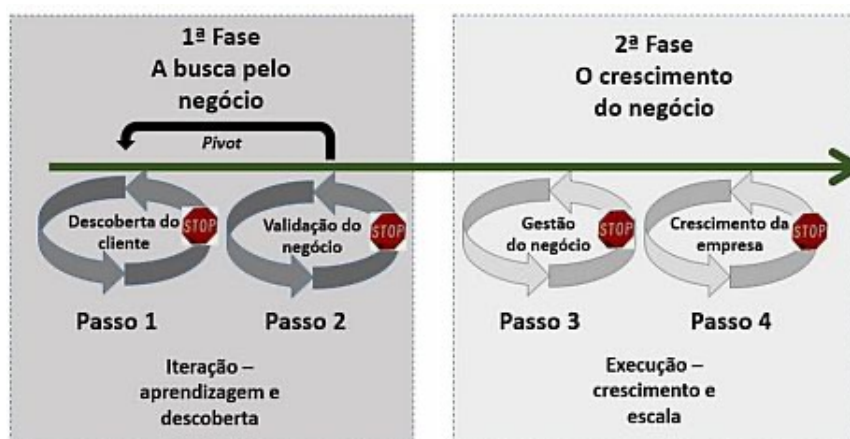 1ª Fase
A busca pelo
negócio
Pivot
Descoberta do
cliente
STOP
Validação do
negócio
STOP
Passo 1
Passo 2
Iteração –
aprendizagem e
descoberta
2ª Fase
O crescimento
do negócio
Gestão
do negócio
STOP
Crescimento da
empresa
STOP
Passo 3
Passo 4
Execução –
crescimento e
escala